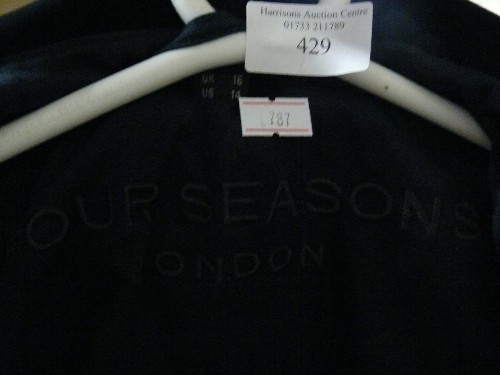 Harrisons Auction Centre
01733 211789
429
UK 16
US 14
787
OUR SEASONS
LONDON